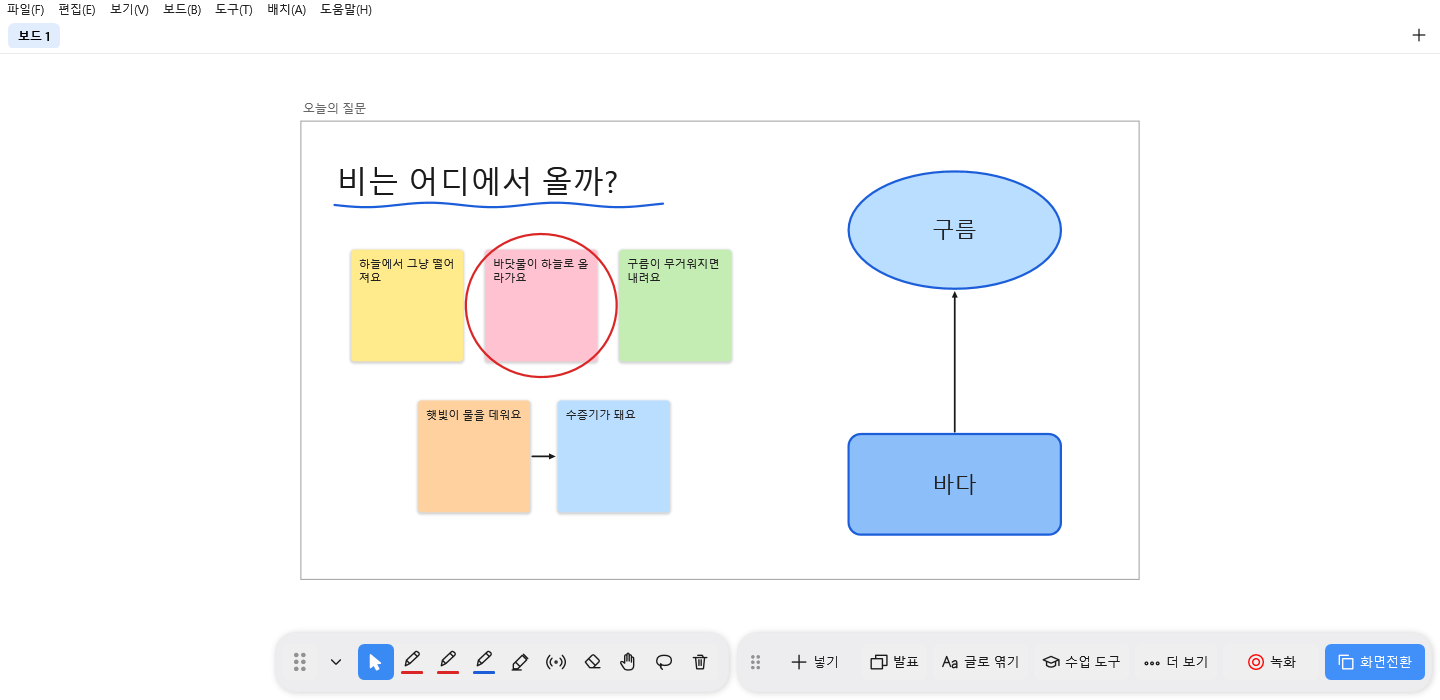 파일(F) 편집(E) 보기(V) 보드(B) 도구(T) 배치(A) 도움말(H)
보드 1
오늘의 질문
비는 어디에서 올까?
하늘에서 그냥 떨어
져요
바닷물이 하늘로 올
라가요
구름이 무거워지면
내려요
햇빛이 물을 데워요
수증기가 돼요
구름
바다
넣기
발표
Aa 글로 엮기
수업 도구
더 보기
녹화
화면전환